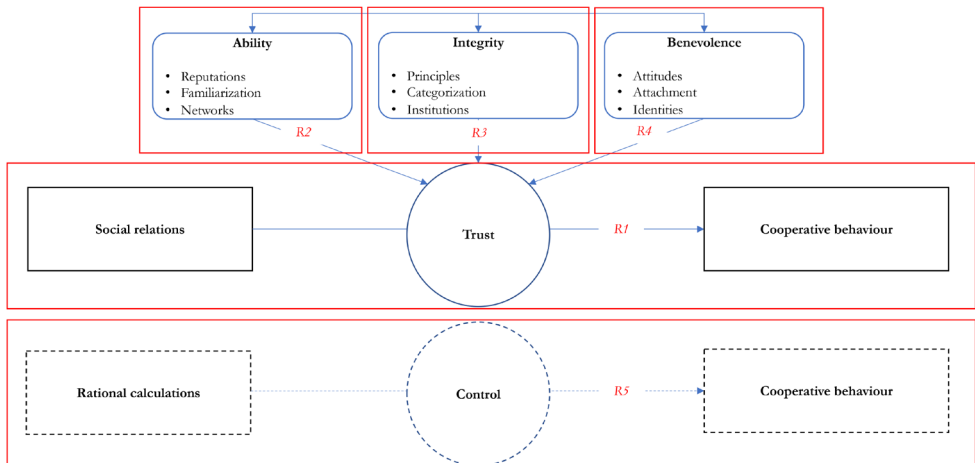 Ability
• Reputations
• Familiarization
• Networks
Integrity
• Principles
• Categorization
• Institutions
Benevolence
• Attitudes
• Attachment
• Identities
R2
R3
R4
Social relations
Trust
R1
Cooperative behaviour
Rational calculations
Control
R5
Cooperative behaviour